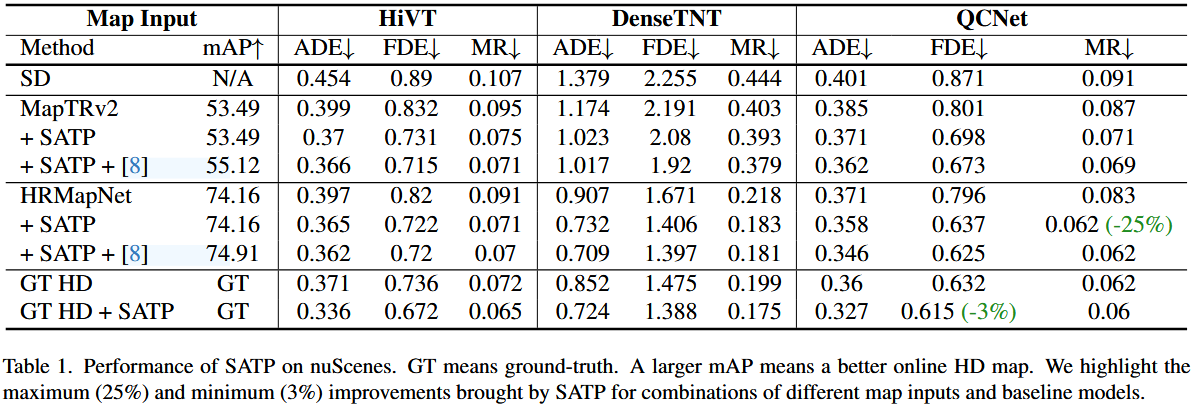 Map Input HiVT DenseTNT QCNet
Method mAP↑ ADE↓ FDE↓ MR↓ ADE↓ FDE↓ MR↓ ADE↓ FDE↓ MR↓
SD N/A 0.454 0.89 0.107 1.379 2.255 0.444 0.401 0.871 0.091
MapTRv2 53.49 0.399 0.832 0.095 1.174 2.191 0.403 0.385 0.801 0.087
+ SATP 53.49 0.37 0.731 0.075 1.023 2.08 0.393 0.371 0.698 0.071
+ SATP + [8] 55.12 0.366 0.715 0.071 1.017 1.92 0.379 0.362 0.673 0.069
HRMapNet 74.16 0.397 0.82 0.091 0.907 1.671 0.218 0.371 0.796 0.083
+ SATP 74.16 0.365 0.722 0.071 0.732 1.406 0.183 0.358 0.637 0.062 (-25%)
+ SATP + [8] 74.91 0.362 0.72 0.07 0.709 1.397 0.181 0.346 0.625 0.062
GT HD GT 0.371 0.736 0.072 0.852 1.475 0.199 0.36 0.632 0.062
GT HD + SATP GT 0.336 0.672 0.065 0.724 1.388 0.175 0.327 0.615 (-3%) 0.06
Table 1. Performance of SATP on nuScenes. GT means ground-truth. A larger mAP means a better online HD map. We highlight the
maximum (25%) and minimum (3%) improvements brought by SATP for combinations of different map inputs and baseline models.